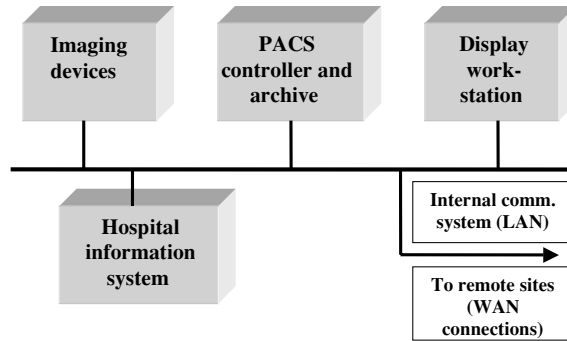 Imaging
devices
PACS
controller and
archive
Display
work-
station
Hospital
information
system
Internal comm.
system (LAN)
To remote sites
(WAN
connections)